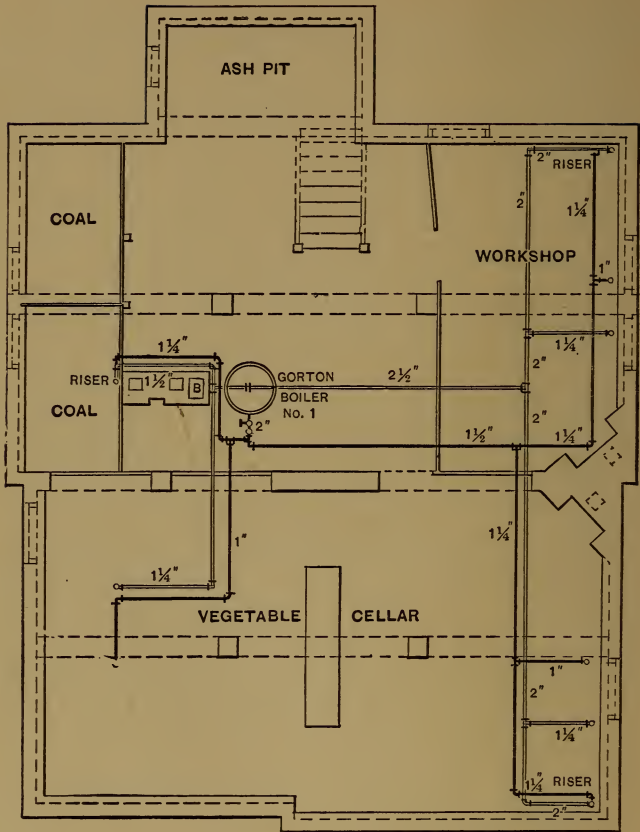 ASH PIT
2"
RISER
2"
1¼"
COAL
WORKSHOP
1"
1¼"
1¼"
2"
RISER
1½"
B
GORTON
BOILER
No. 1
2½"
COAL
2"
2"
1½"
1¼"
1¼"
1"
1¼"
VEGETABLE CELLAR
1"
2"
1¼"
1¼"
RISER
2"